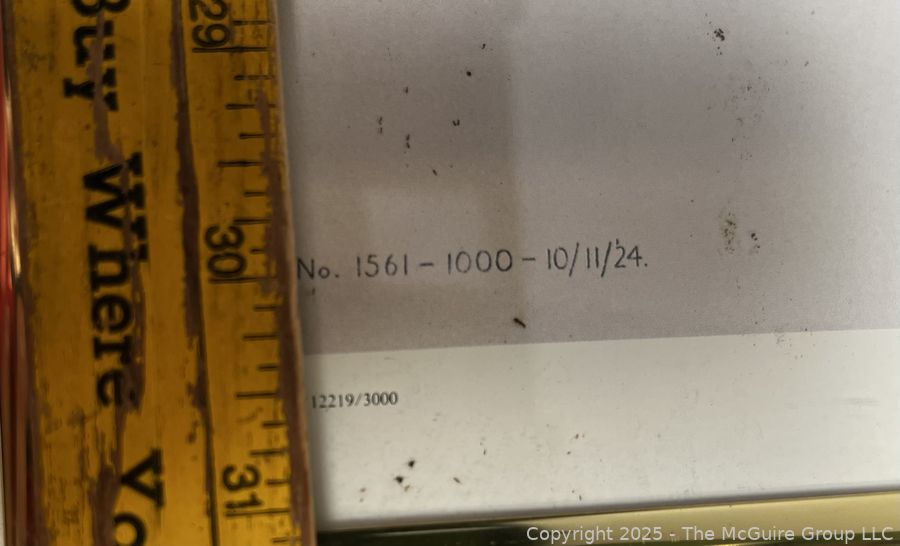 Buy Where Yo
29
30
31
No. 1561 – 1000 – 10/11/24.
12219/3000
Copyright 2025 - The McGuire Group LLC